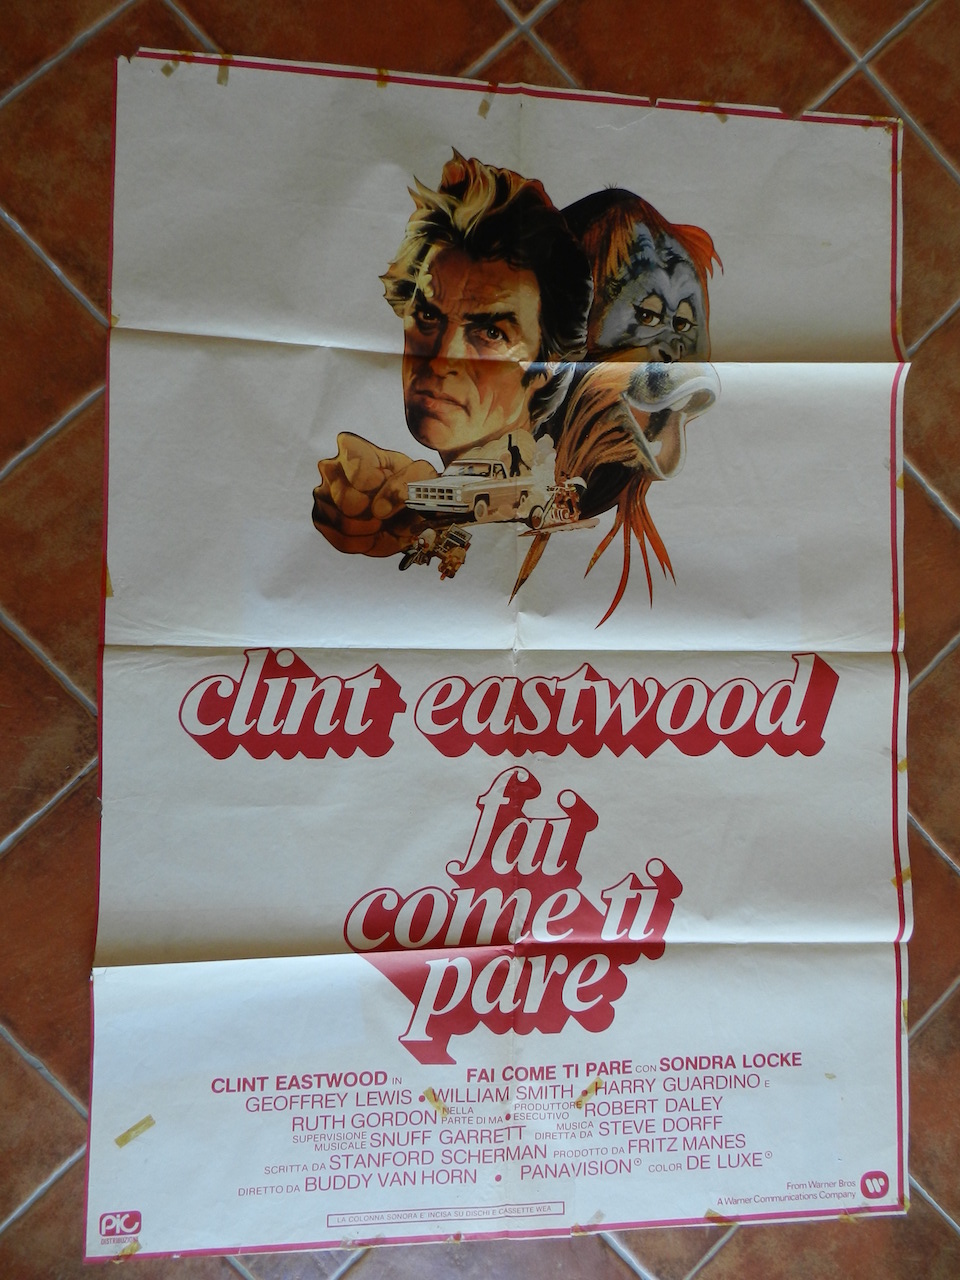 clint eastwood
fai
come ti
pare
CLINT EASTWOOD IN FAI COME TI PARE CON SONDRA LOCKE
GEOFFREY LEWIS • WILLIAM SMITH • HARRY GUARDINO E
RUTH GORDON NELLA PARTE DI MA • PRODUTTORE ESECUTIVO ROBERT DALEY
SUPERVISIONE MUSICALE SNUFF GARRETT MUSICA DIRETTA DA STEVE DORFF
SCRITTA DA STANFORD SCHERMAN PRODOTTO DA FRITZ MANES
DIRETTO DA BUDDY VAN HORN • PANAVISION® COLOR DE LUXE®
From Warner Bros
A Warner Communications Company
LA COLONNA SONORA E' INCISA SU DISCHI E CASSETTE WEA
PIC
DISTRIBUZIONE